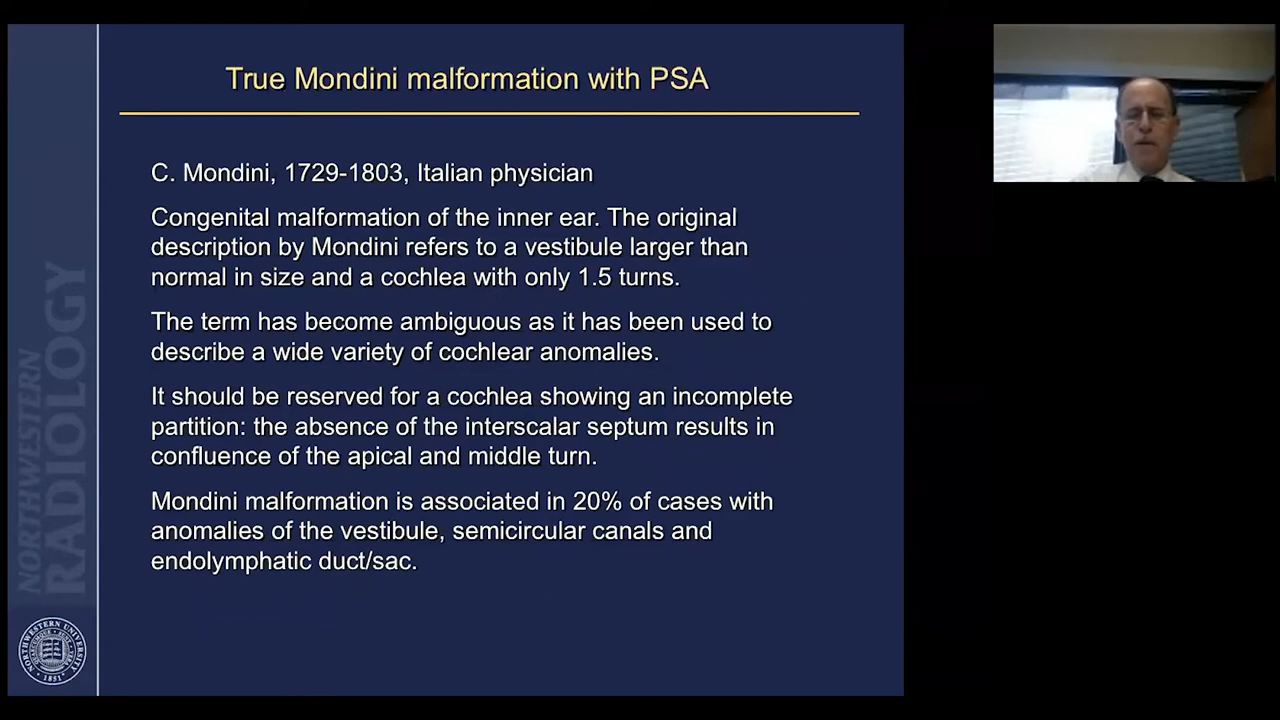 True Mondini malformation with PSA
C. Mondini, 1729-1803, Italian physician
Congenital malformation of the inner ear. The original
description by Mondini refers to a vestibule larger than
normal in size and a cochlea with only 1.5 turns.
The term has become ambiguous as it has been used to
describe a wide variety of cochlear anomalies.
It should be reserved for a cochlea showing an incomplete
partition: the absence of the interscalar septum results in
confluence of the apical and middle turn.
Mondini malformation is associated in 20% of cases with
anomalies of the vestibule, semicircular canals and
endolymphatic duct/sac.
NORTHWESTERN
RADIOLOGY
NORTHWESTERN UNIVERSITY
1851